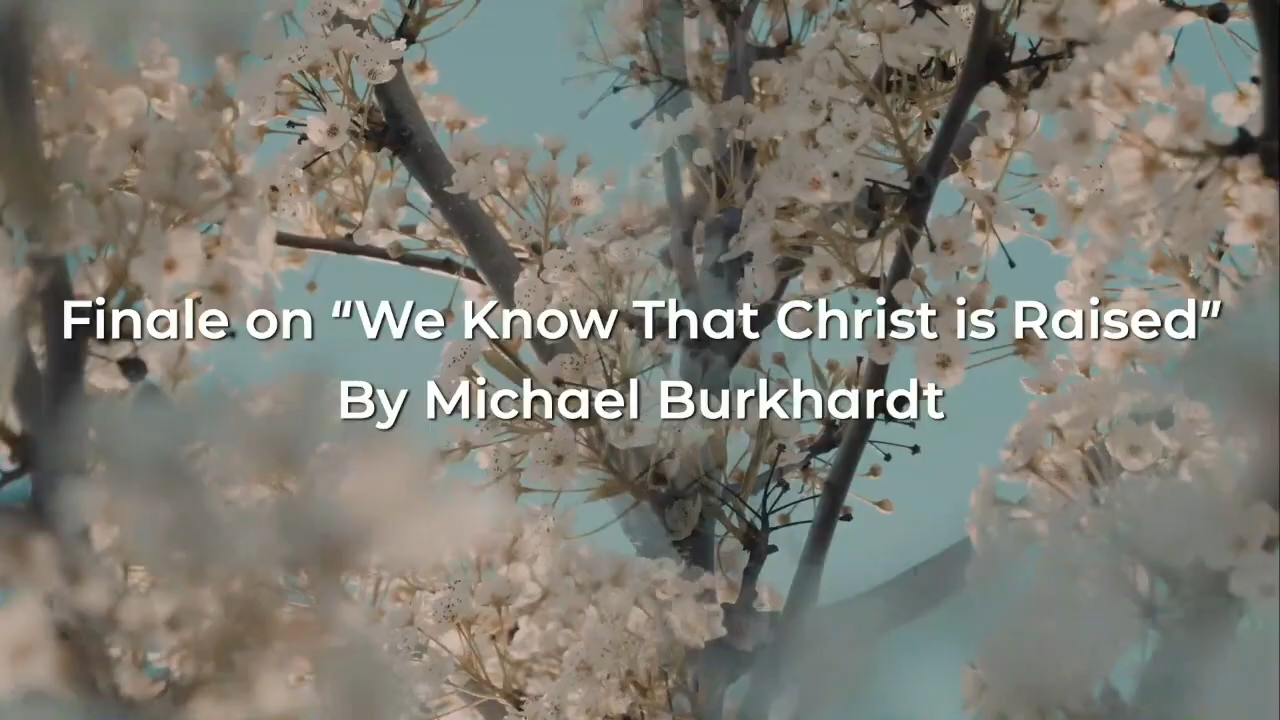 Finale on “We Know That Christ is Raised”
By Michael Burkhardt